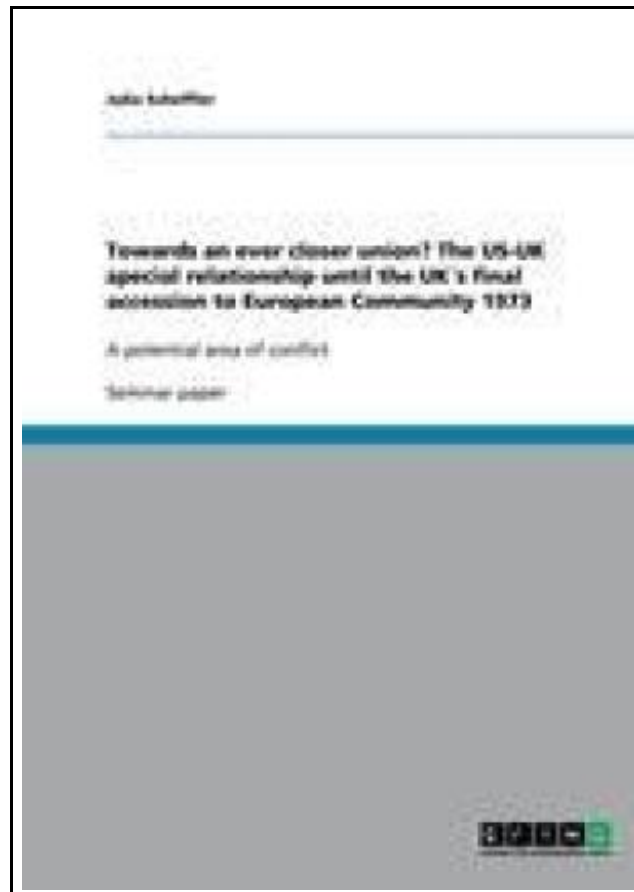 Towards an ever closer union? The US-UK
special relationship until the UK´s final
accession to European Community 1973
A potential area of conflict
Seminar paper
GRIN